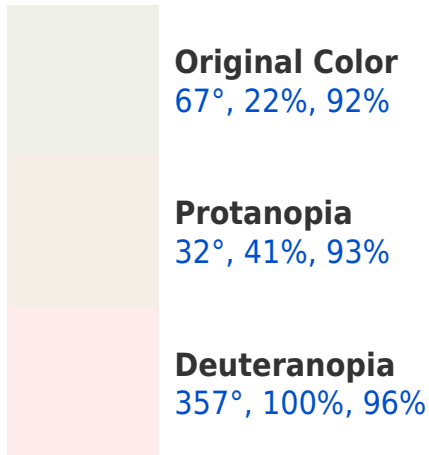 Original Color
67°, 22%, 92%
Protanopia
32°, 41%, 93%
Deuteranopia
357°, 100%, 96%